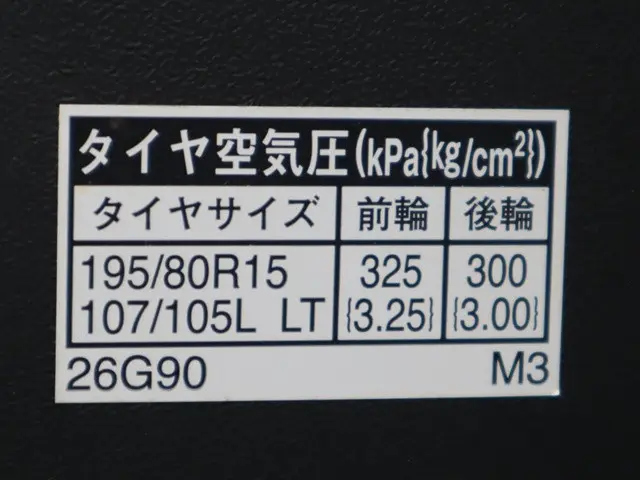 タイヤ空気圧(kPa{kg/cm²})
タイヤサイズ 前輪 後輪
195/80R15 325 300
107/105L LT {3.25} {3.00}
26G90 M3